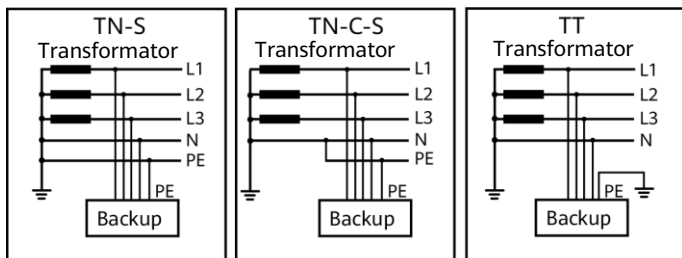 TN-S
Transformator
L1
L2
L3
N
PE
PE
Backup
TN-C-S
Transformator
L1
L2
L3
N
PE
PE
Backup
TT
Transformator
L1
L2
L3
N
PE
Backup